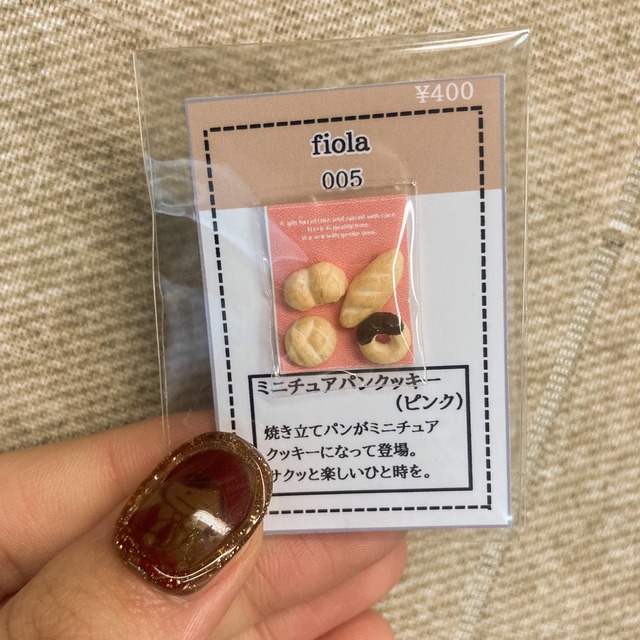 ¥400
fiola
005
ミニチュアパンクッキー
(ピンク)
焼き立てパンがミニチュア
クッキーになって登場。
サクッと楽しいひと時を。